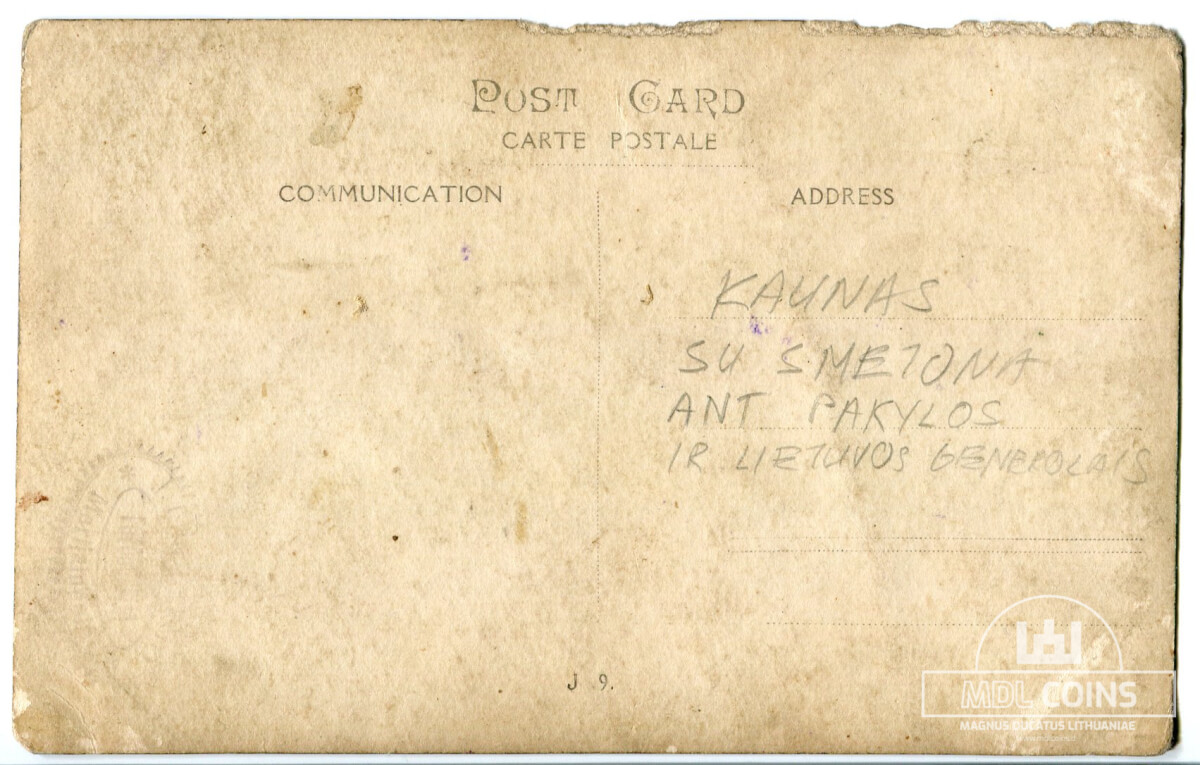 POST CARD
CARTE POSTALE
COMMUNICATION
ADDRESS
KAUNAS
SU SMETONA
ANT PAKYLOS
IR LIETUVOS GENEROLAIS
J 9.
MDL COINS
MAGNUS DUCATUS LITHUANIAE